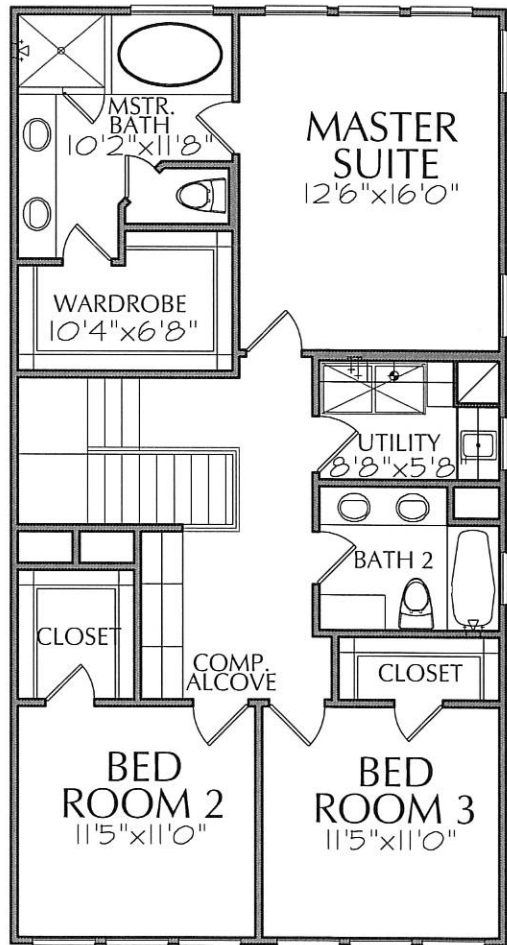 MSTR.
BATH
10'2"x11'8"
MASTER
SUITE
12'6"x16'0"
WARDROBE
10'4"x6'8"
UTILITY
8'8"x5'8"
BATH 2
CLOSET
COMP.
ALCOVE
CLOSET
BED
ROOM 2
11'5"x11'0"
BED
ROOM 3
11'5"x11'0"